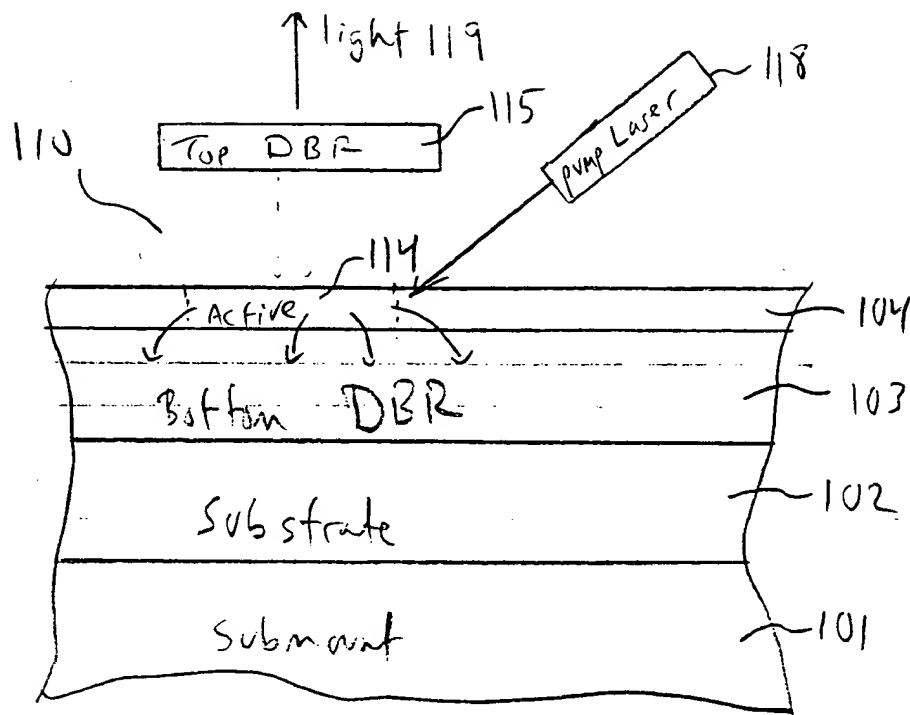 light 119
118
115
Top DBR
pump Laser
110
114
Active
104
Bottom DBR
103
102
Substrate
Submount
101